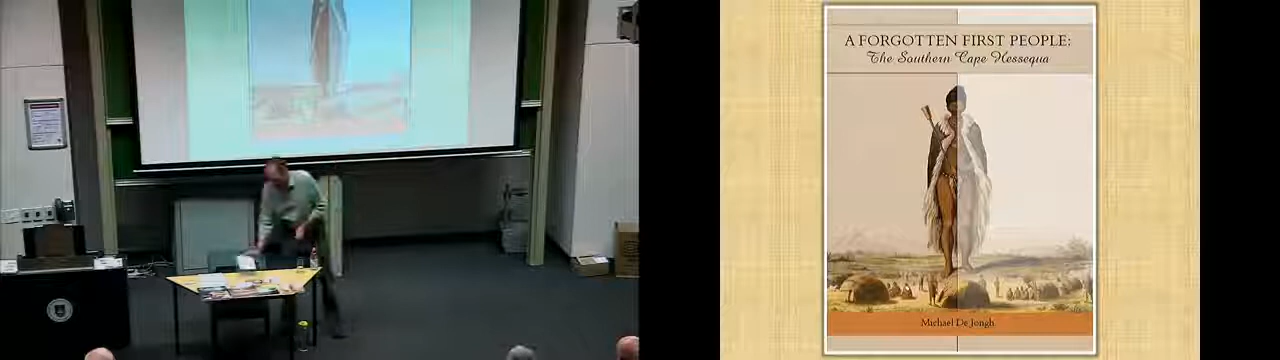 A FORGOTTEN FIRST PEOPLE:
The Southern Cape Hessequa
Michael De Jongh